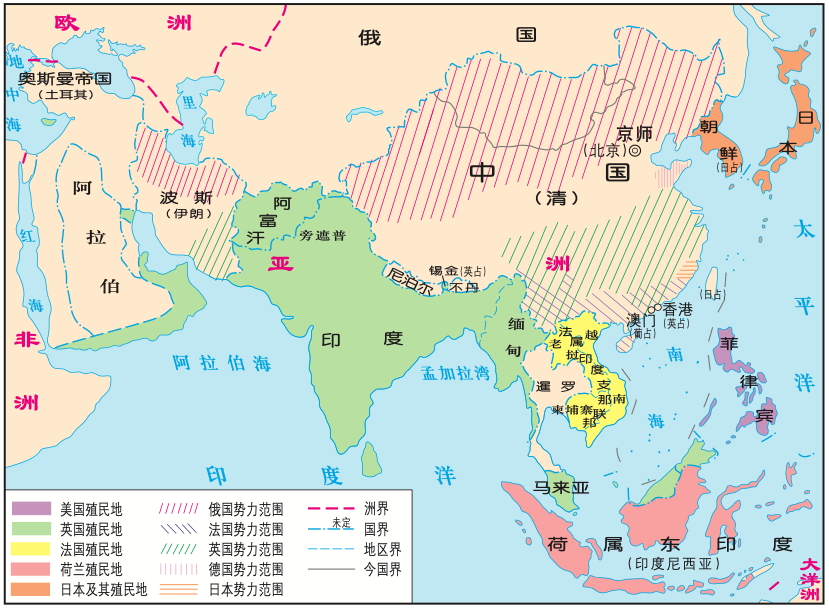 欧 洲
俄 国
地中海
奥斯曼帝国
(土耳其)
里海
日本
朝鲜
(日占)
京师
(北京)
中 国
(清)
阿拉伯
波斯
(伊朗)
阿富汗
旁遮普
红海
亚 洲
锡金(英占)
尼泊尔
不丹
太平洋
(日占)
香港
(英占)
澳门
(葡占)
非洲
阿拉伯海
印 度
孟加拉湾
缅甸
法属印度支那联邦
老挝
越南
暹罗
柬埔寨
南海
菲律宾
印 度 洋
马来亚
荷属东印度
(印度尼西亚)
大洋洲
美国殖民地
英国殖民地
法国殖民地
荷兰殖民地
日本及其殖民地
俄国势力范围
法国势力范围
英国势力范围
德国势力范围
日本势力范围
洲界
未定
国界
地区界
今国界